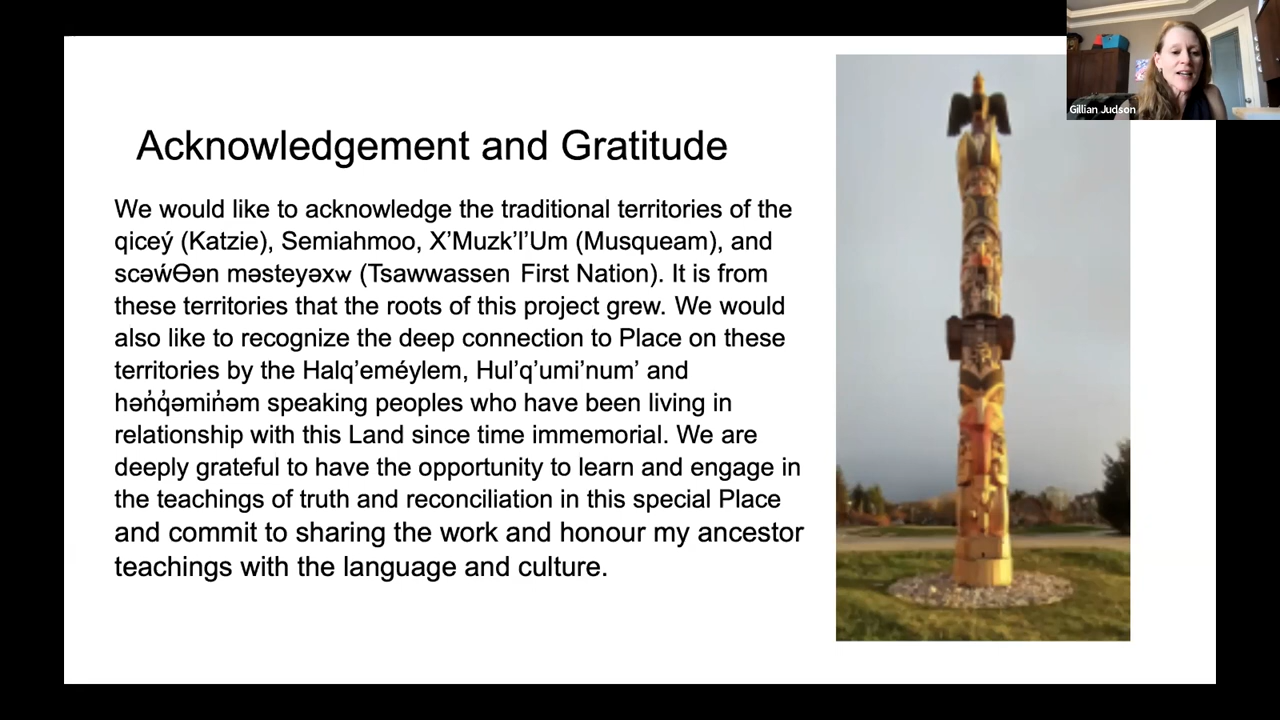 Gillian Judson
Acknowledgement and Gratitude
We would like to acknowledge the traditional territories of the
qiceý (Katzie), Semiahmoo, X’Muzk’l’Um (Musqueam), and
scəẃƟən məsteyəxw (Tsawwassen First Nation). It is from
these territories that the roots of this project grew. We would
also like to recognize the deep connection to Place on these
territories by the Halq’eméylem, Hul’q’umi’num’ and
hən̓q̓əmin̓əm speaking peoples who have been living in
relationship with this Land since time immemorial. We are
deeply grateful to have the opportunity to learn and engage in
the teachings of truth and reconciliation in this special Place
and commit to sharing the work and honour my ancestor
teachings with the language and culture.